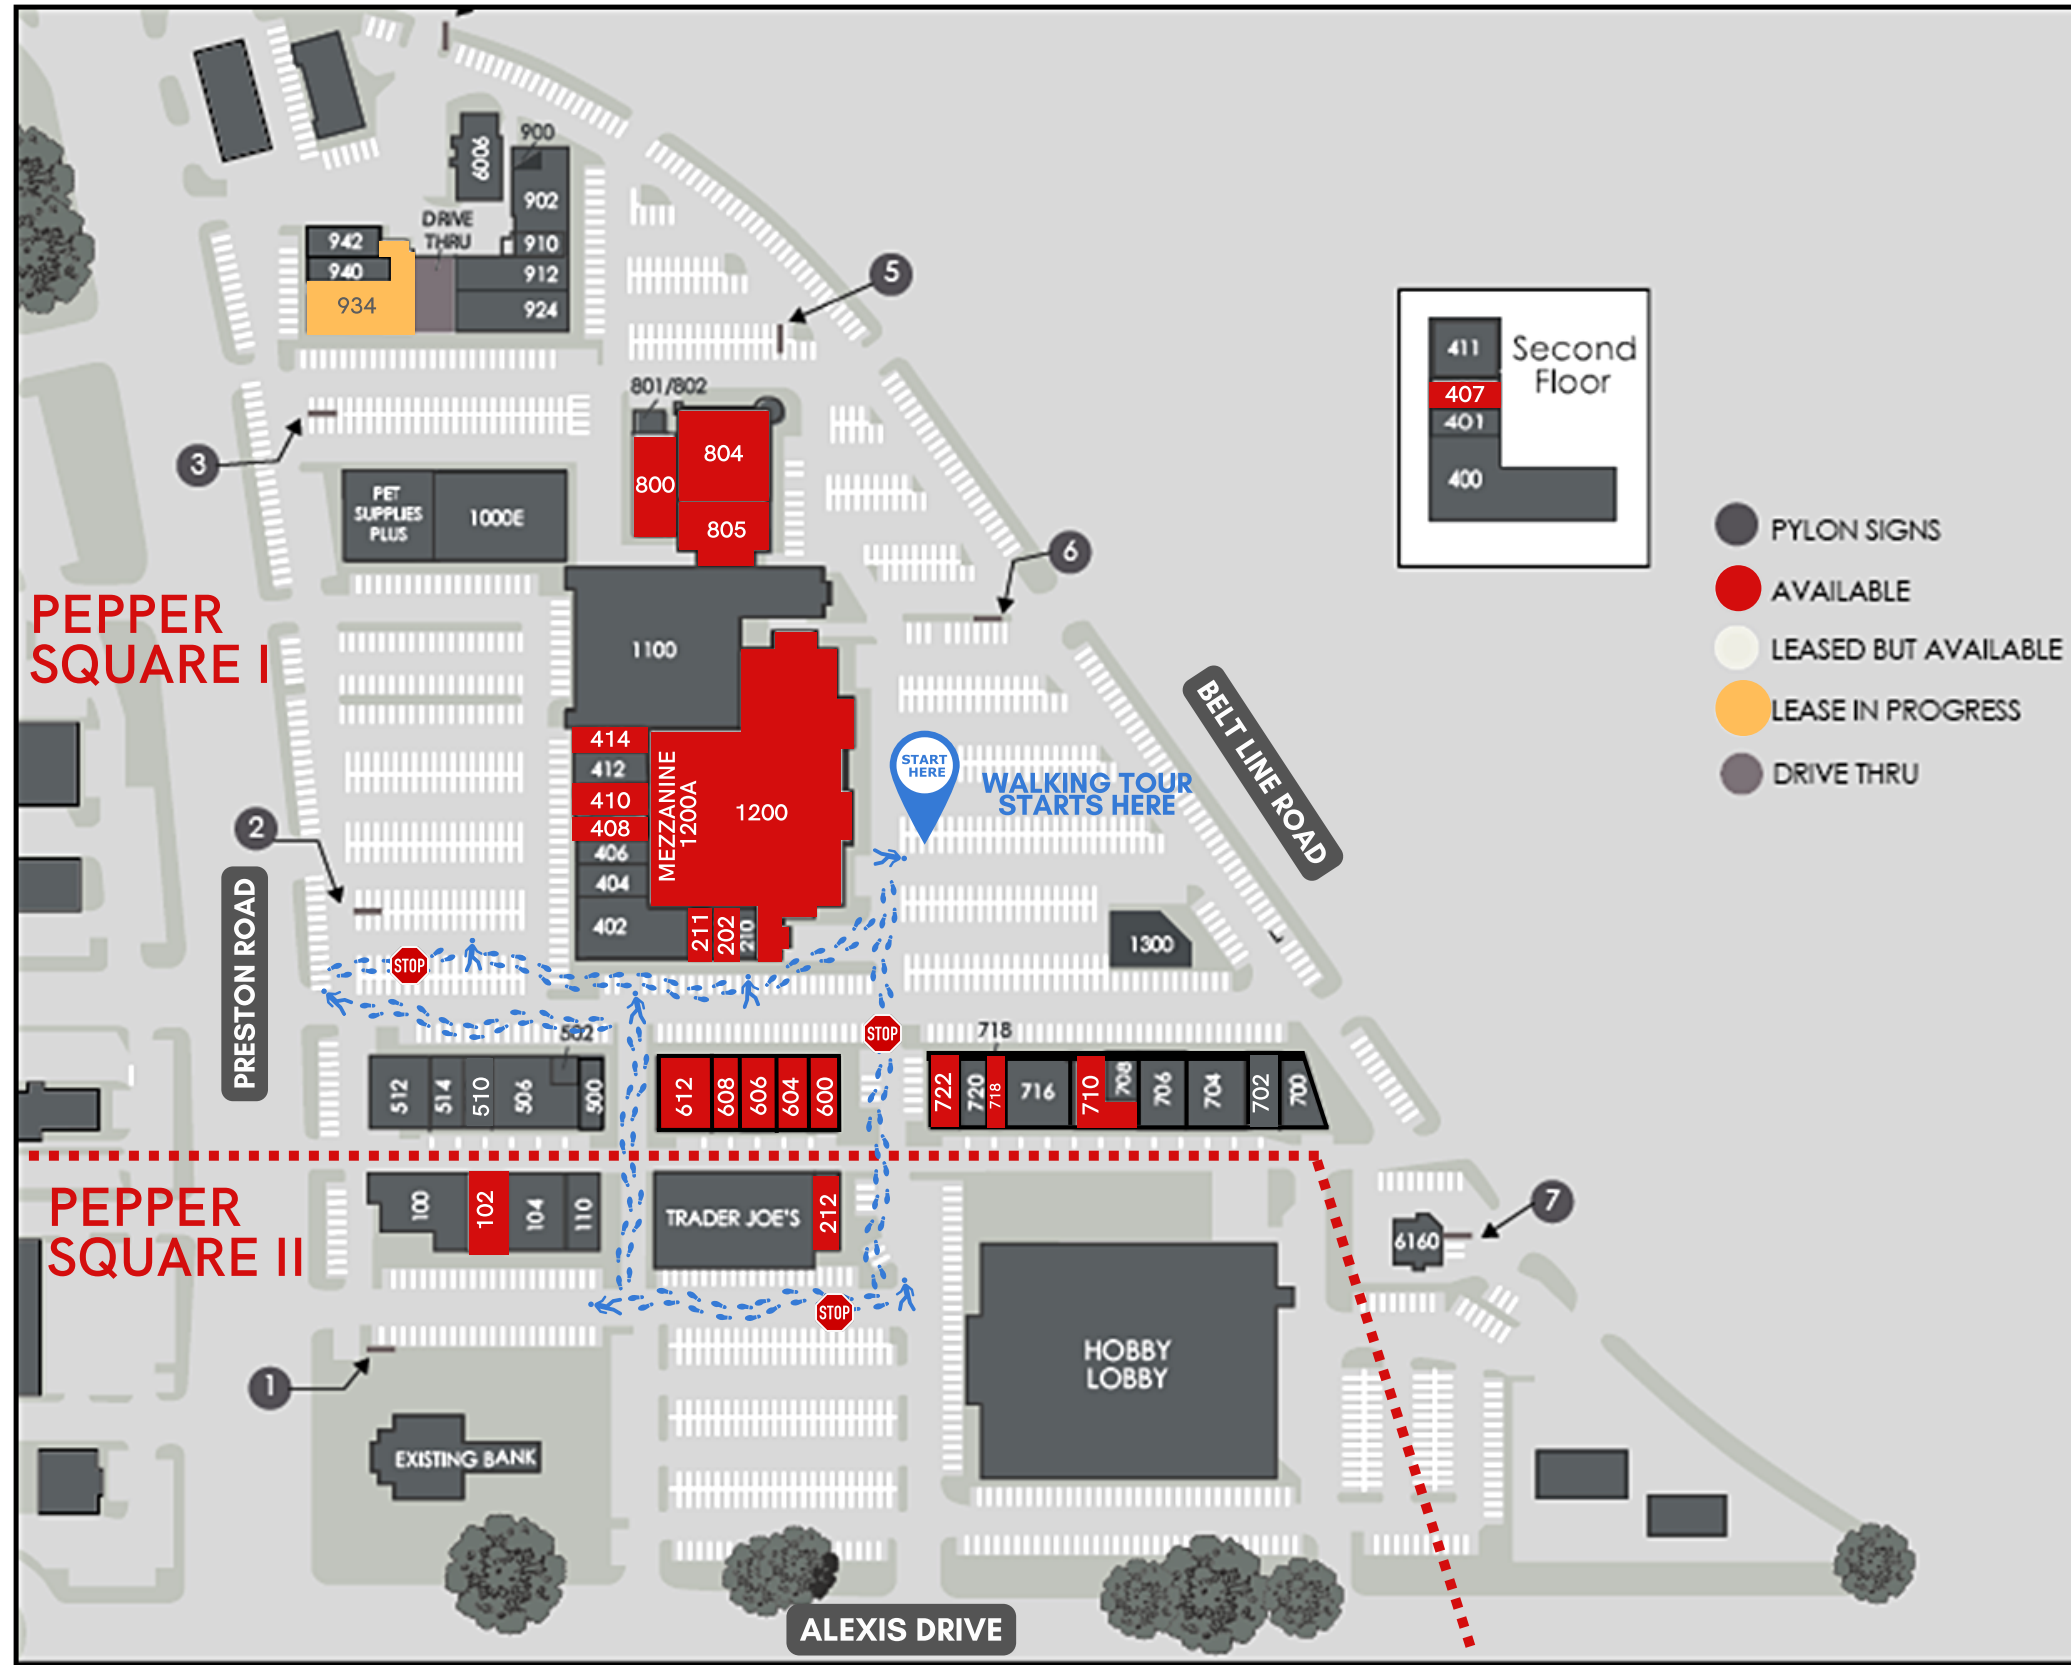 6006
900
902
DRIVE
THRU
910
912
924
942
940
934
5
801/802
804
800
805
3
PET
SUPPLIES
PLUS
1000E
6
411
Second
Floor
407
401
400
PYLON SIGNS
AVAILABLE
LEASED BUT AVAILABLE
LEASE IN PROGRESS
DRIVE THRU
PEPPER
SQUARE I
1100
BELT LINE ROAD
414
412
410
408
406
404
402
MEZZANINE
1200A
1200
211
202
210
START
HERE
WALKING TOUR
STARTS HERE
2
PRESTON ROAD
1300
STOP
STOP
502
718
512
514
510
506
500
612
608
606
604
600
722
720
718
716
710
708
706
704
702
700
PEPPER
SQUARE II
100
102
104
110
TRADER JOE'S
212
6160
7
STOP
HOBBY
LOBBY
1
EXISTING BANK
ALEXIS DRIVE